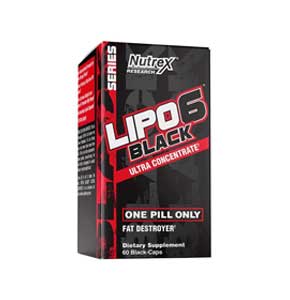 SERIES
Nutrex
RESEARCH
LIPO6
BLACK
ULTRA CONCENTRATE
ONE PILL ONLY
FAT DESTROYER
Dietary Supplement
60 Black-Caps